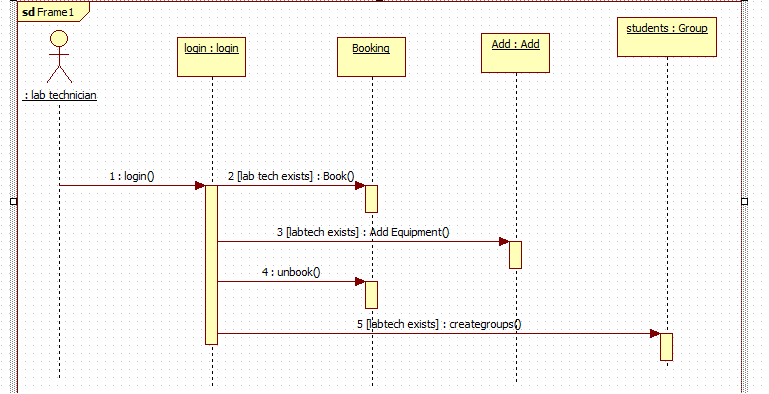 sd Frame1
login : login
Booking
Add : Add
students : Group
: lab technician
1 : login()
2 [lab tech exists] : Book()
3 [labtech exists] : Add Equipment()
4 : unbook()
5 [labtech exists] : creategroups()